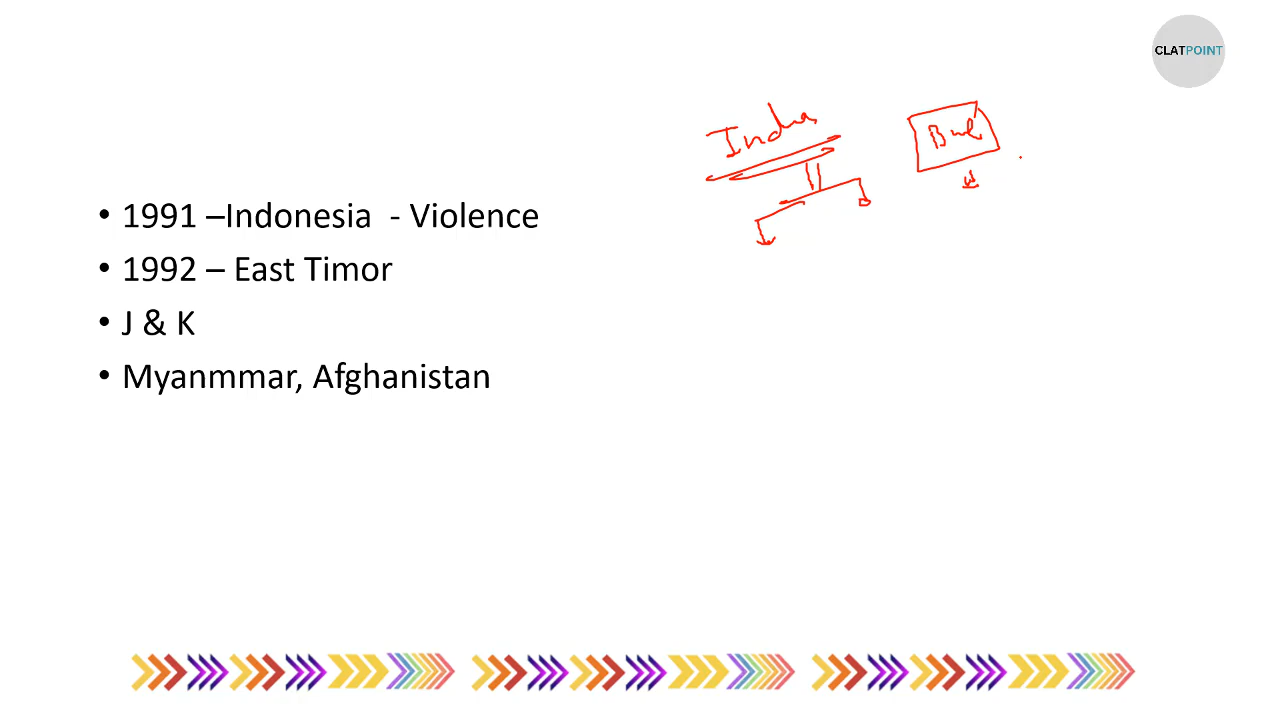 CLATPOINT
India
• 1991 –Indonesia - Violence
• 1992 – East Timor
• J & K
• Myanmmar, Afghanistan